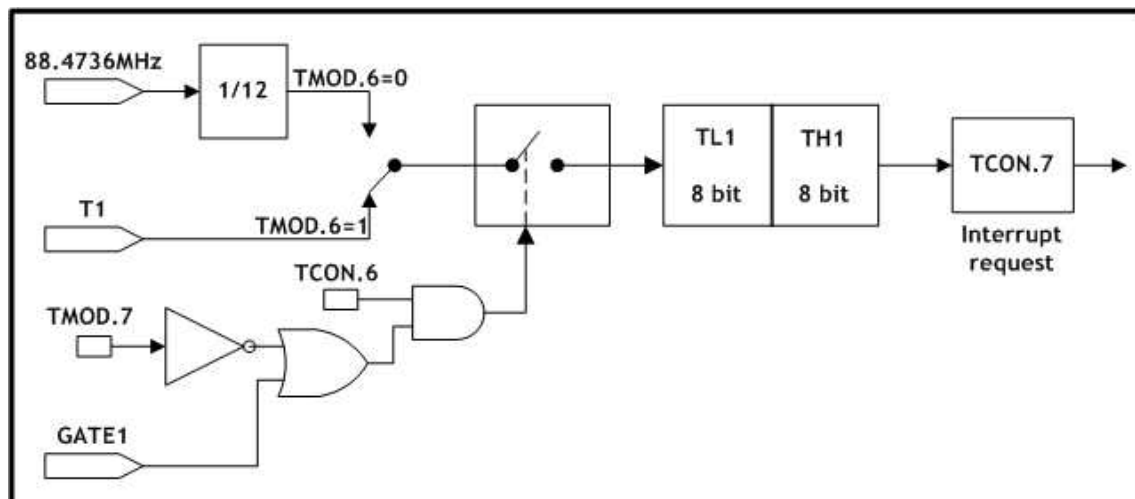 88.4736MHz
1/12
TMOD.6=0
T1
TMOD.6=1
TL1
8 bit
TH1
8 bit
TCON.7
Interrupt
request
TCON.6
TMOD.7
GATE1